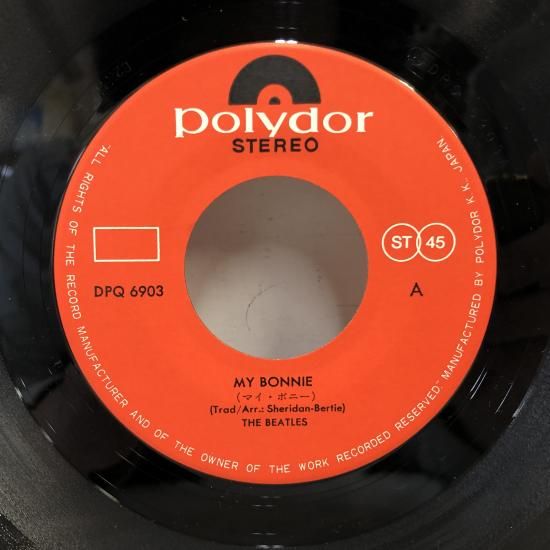 polydor
STEREO
"ALL RIGHTS OF THE RECORD MANUFACTURER AND OF THE OWNER OF THE WORK RECORDED RESERVED." MANUFACTURED BY POLYDOR K.K., JAPAN.
ST 45
DPQ 6903
A
MY BONNIE
(マイ・ボニー)
(Trad/Arr.: Sheridan-Bertie)
THE BEATLES